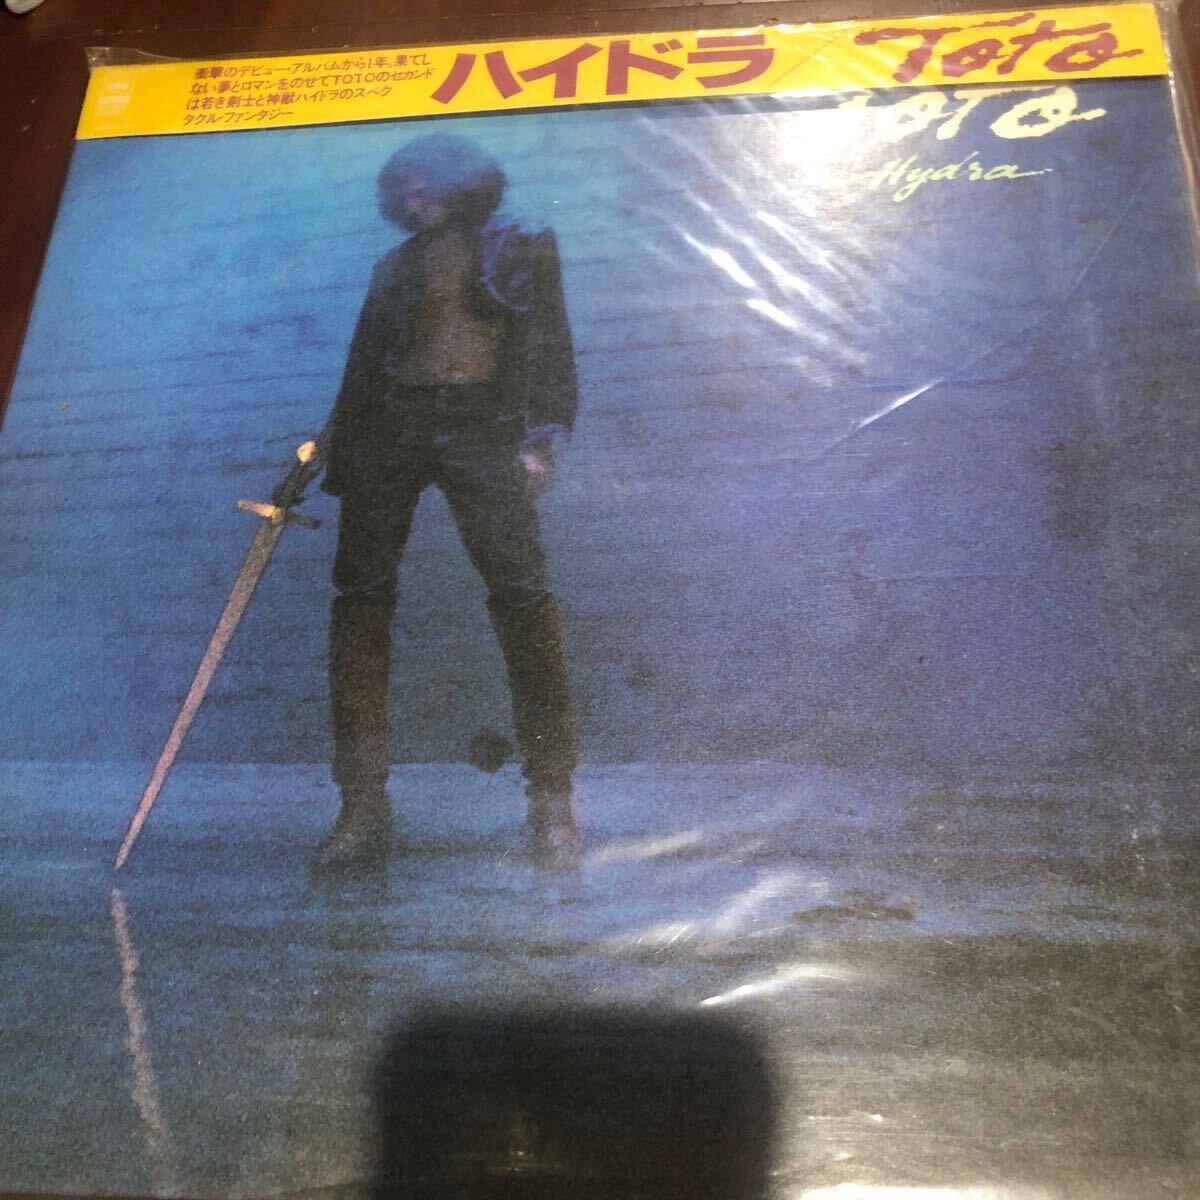 衝撃のデビュー・アルバムから1年。果てし
ない夢とロマンをのせてTOTOのセカンド
は若き剣士と神獣ハイドラのスペク
タクル・ファンタジー
ハイドラ
Toto
TOTO
Hydra